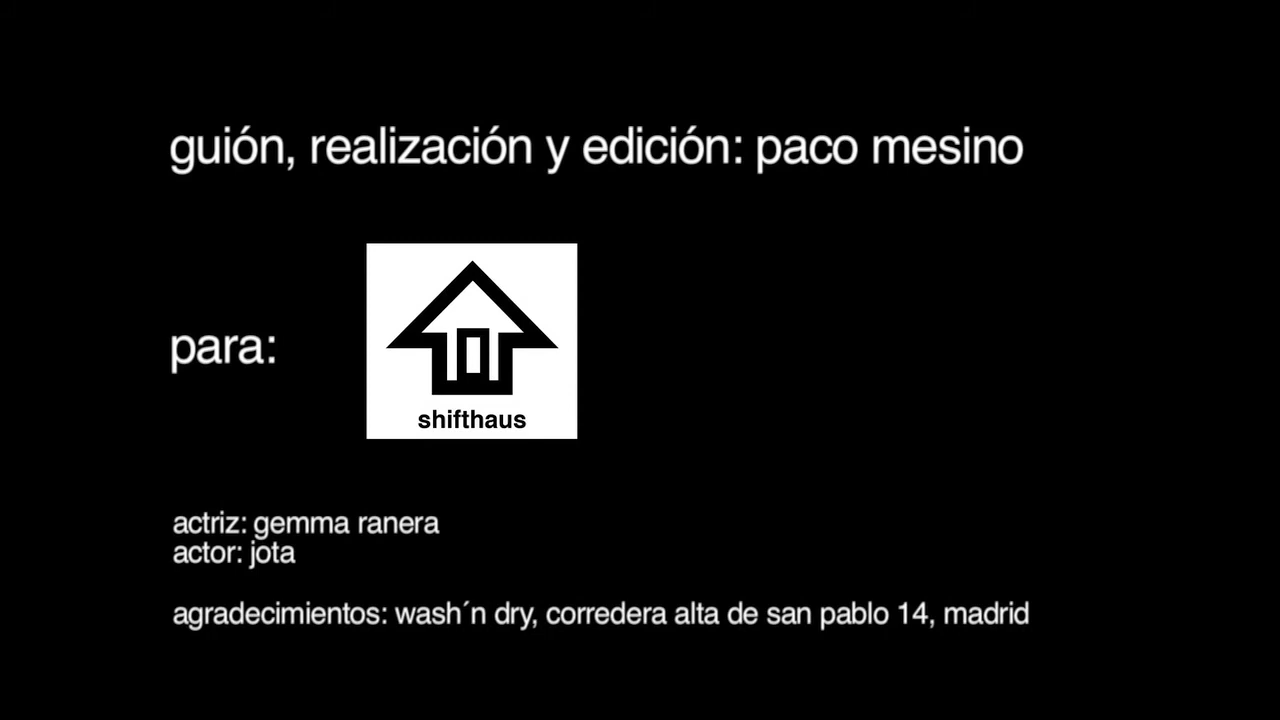 guión, realización y edición: paco mesino
para:
shifthaus
actriz: gemma ranera
actor: jota
agradecimientos: wash´n dry, corredera alta de san pablo 14, madrid